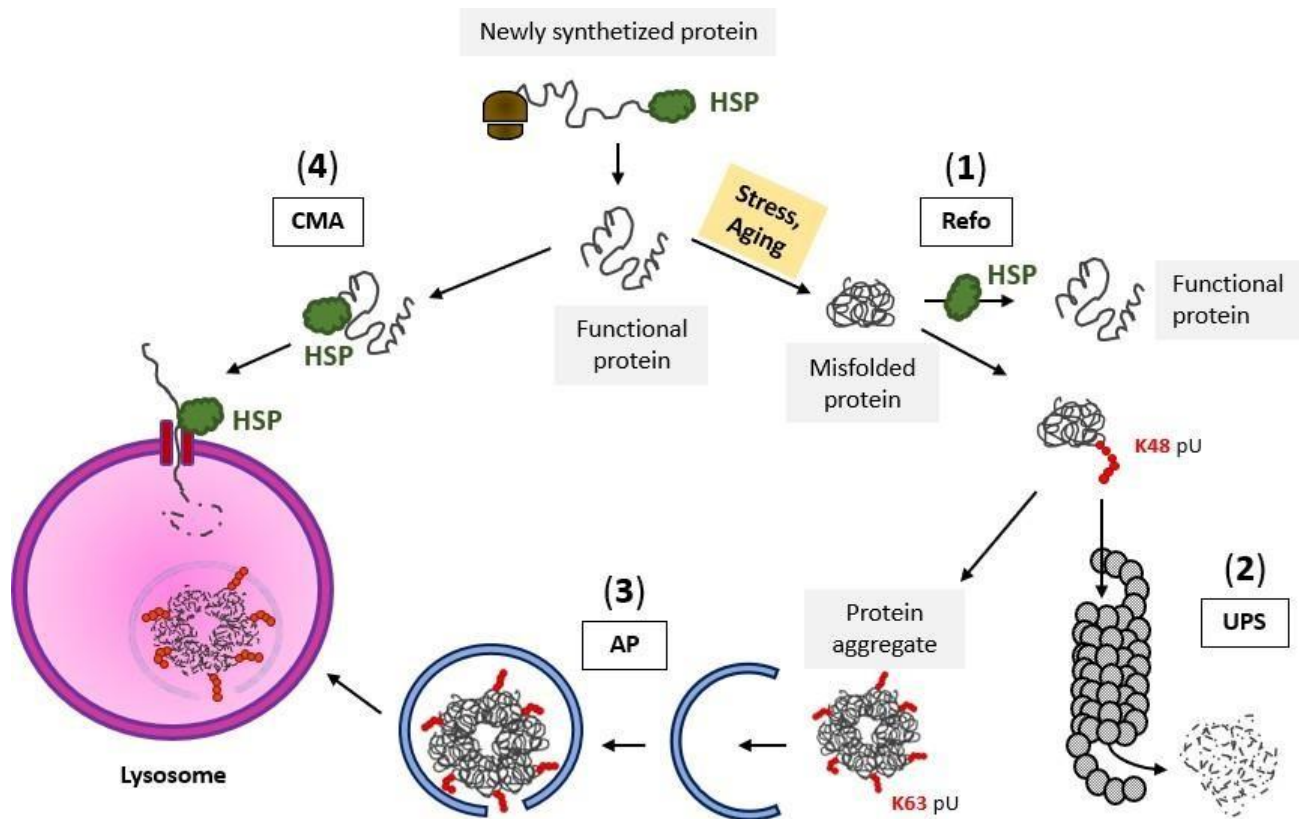 Newly synthetized protein
HSP
(4)
CMA
Stress,
Aging
(1)
Refo
HSP
Functional
protein
HSP
Functional
protein
Misfolded
protein
HSP
K48 pU
(2)
UPS
(3)
AP
Protein
aggregate
K63 pU
Lysosome